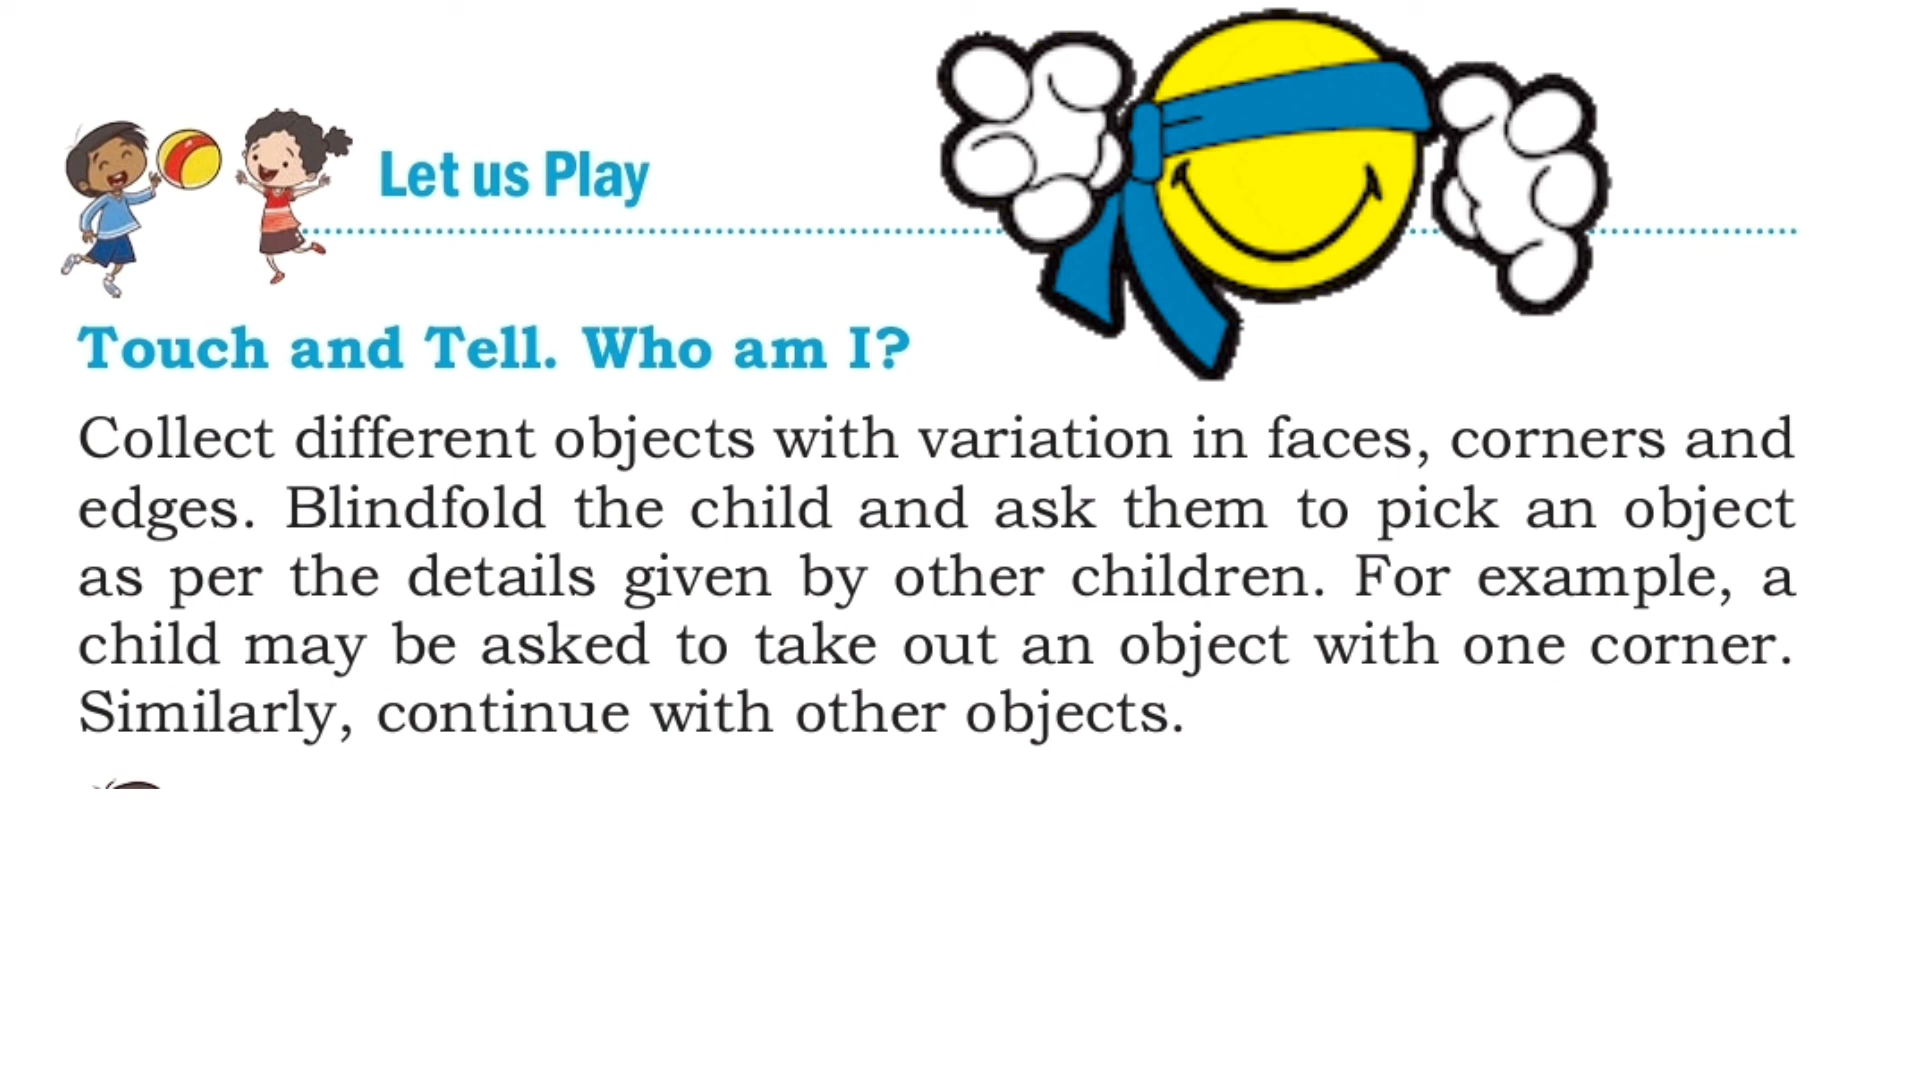 Let us Play
Touch and Tell. Who am I?
Collect different objects with variation in faces, corners and
edges. Blindfold the child and ask them to pick an object
as per the details given by other children. For example, a
child may be asked to take out an object with one corner.
Similarly, continue with other objects.